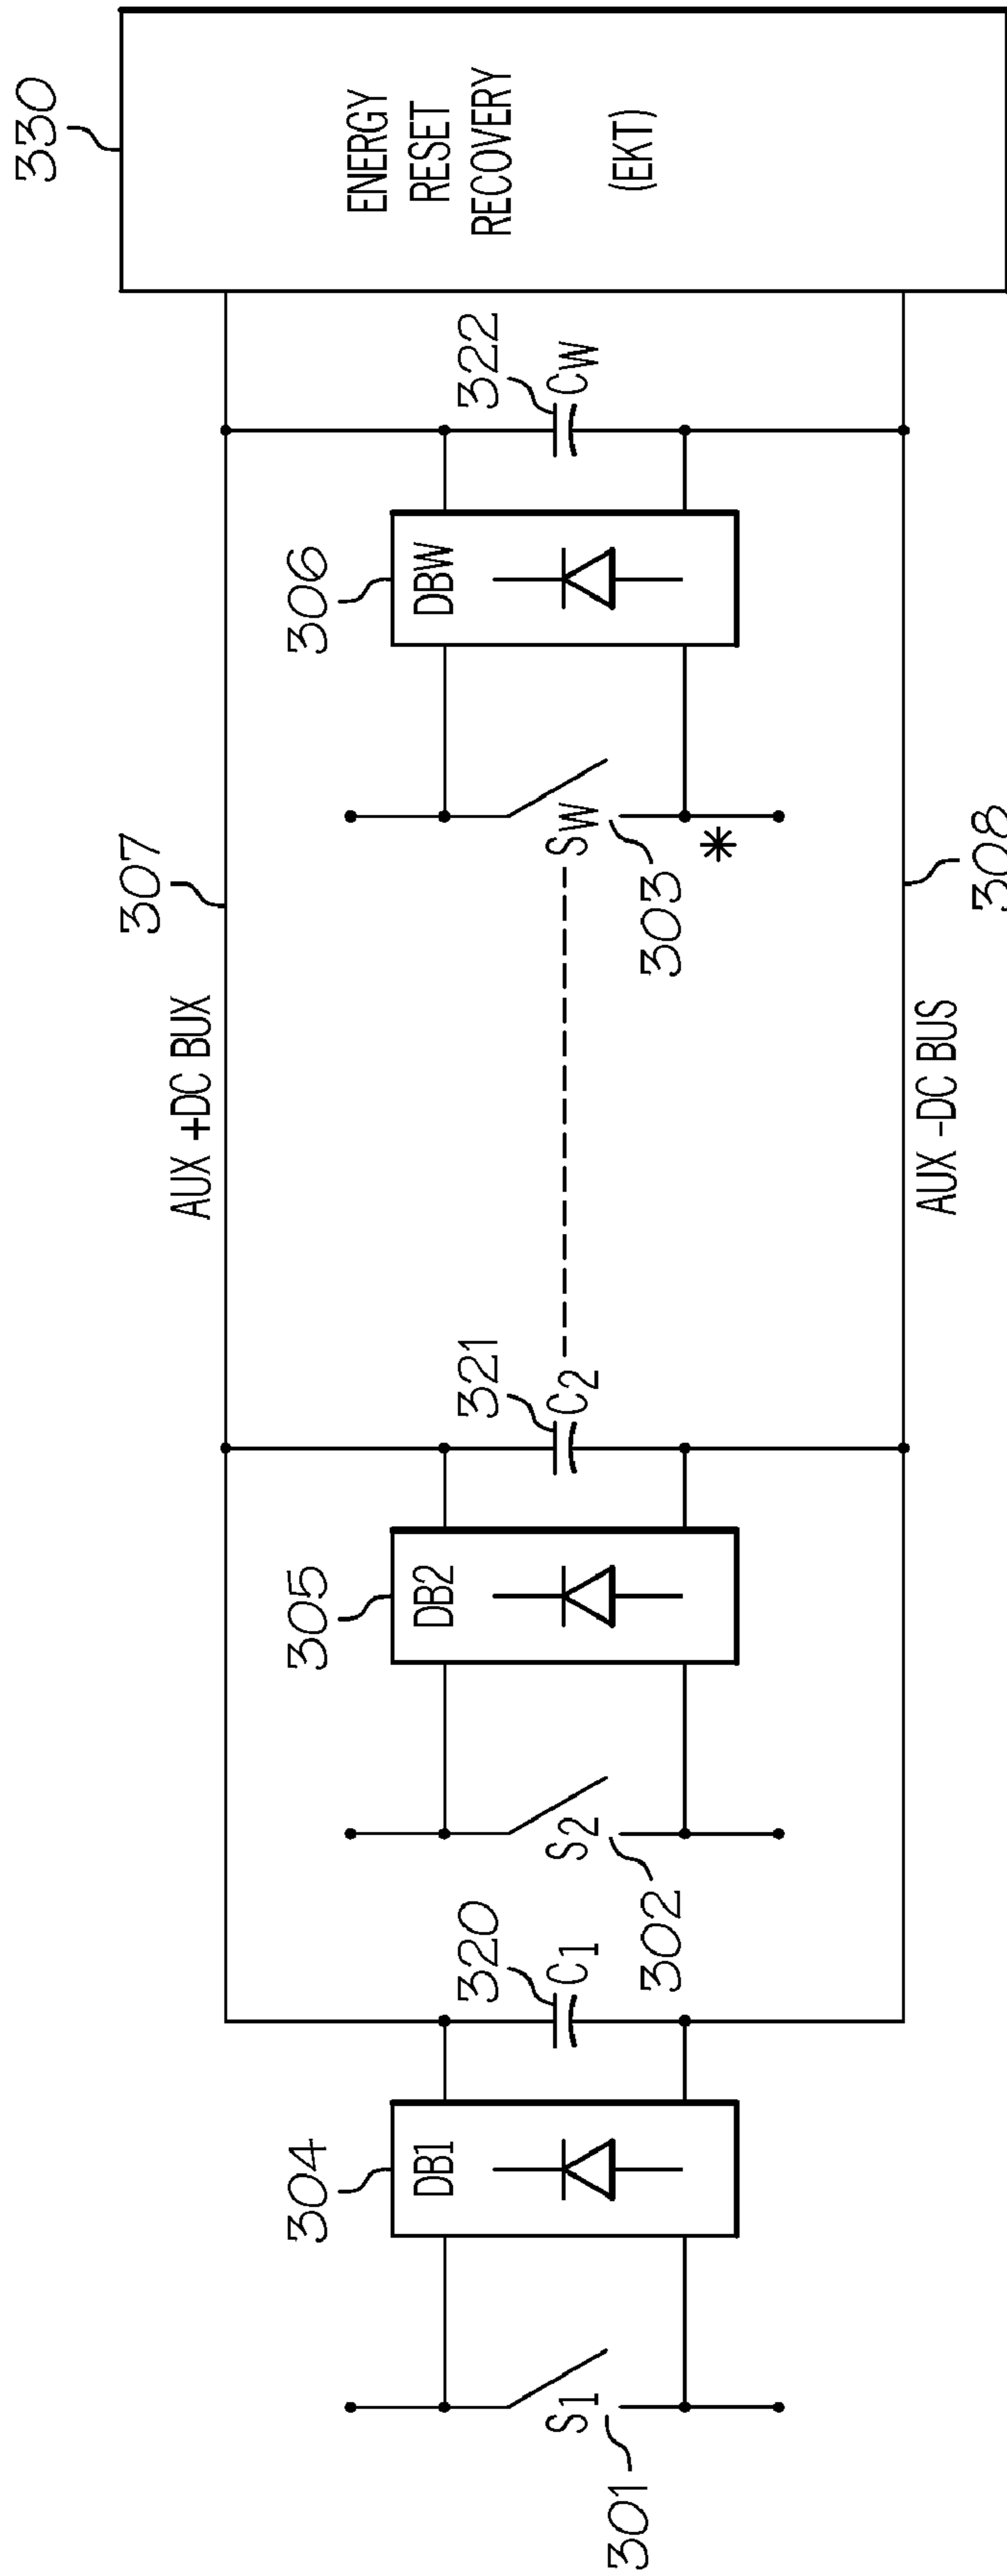 330
ENERGY
RESET
RECOVERY
(EKT)
307
AUX +DC BUX
304
DB1
305
DB2
306
DBW
320
C1
321
C2
322
CW
S1
301
S2
302
SW
303
*
AUX -DC BUS
308